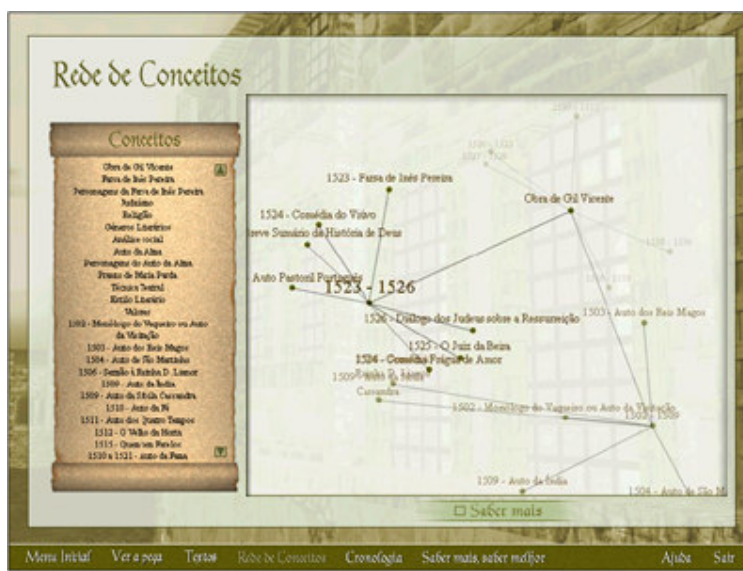 Rede de Conceitos
Conceitos
Obra de Gil Vicente
Farsa de Inês Pereira
Personagens da Farsa de Inês Pereira
Judaísmo
Religião
Géneros Literários
Análise social
Auto da Alma
Personagens do Auto da Alma
Pranto de Maria Parda
Técnica Teatral
Estilo Literário
Valores
1502 - Monólogo do Vaqueiro ou Auto
da Visitação
1503 - Auto dos Reis Magos
1504 - Auto de São Martinho
1506 - Sermão à Rainha D. Lianor
1509 - Auto da Índia
1509 - Auto da Sibila Cassandra
1510 - Auto da Fé
1511 - Auto dos Quatro Tempos
1512 - O Velho da Horta
1515 - Quem tem Farelos
1510 a 1521 - Auto da Fama
1523 - Farsa de Inês Pereira
Obra de Gil Vicente
1524 - Comédia do Viúvo
reve Sumário da História de Deus
Auto Pastoril Português
1523 - 1526
1503 - Auto dos Reis Magos
1526 - Diálogo dos Judeus sobre a Ressurreição
1525 - O Juiz da Beira
Frágua de Amor
Cassandra
1502 - Monólogo do Vaqueiro ou Auto da Visitação
1509 - Auto da Índia
1504 - Auto de São M
Saber mais
Menu Inicial Ver a peça Textos Rede de Conceitos Cronologia Saber mais, saber melhor Ajuda Sair